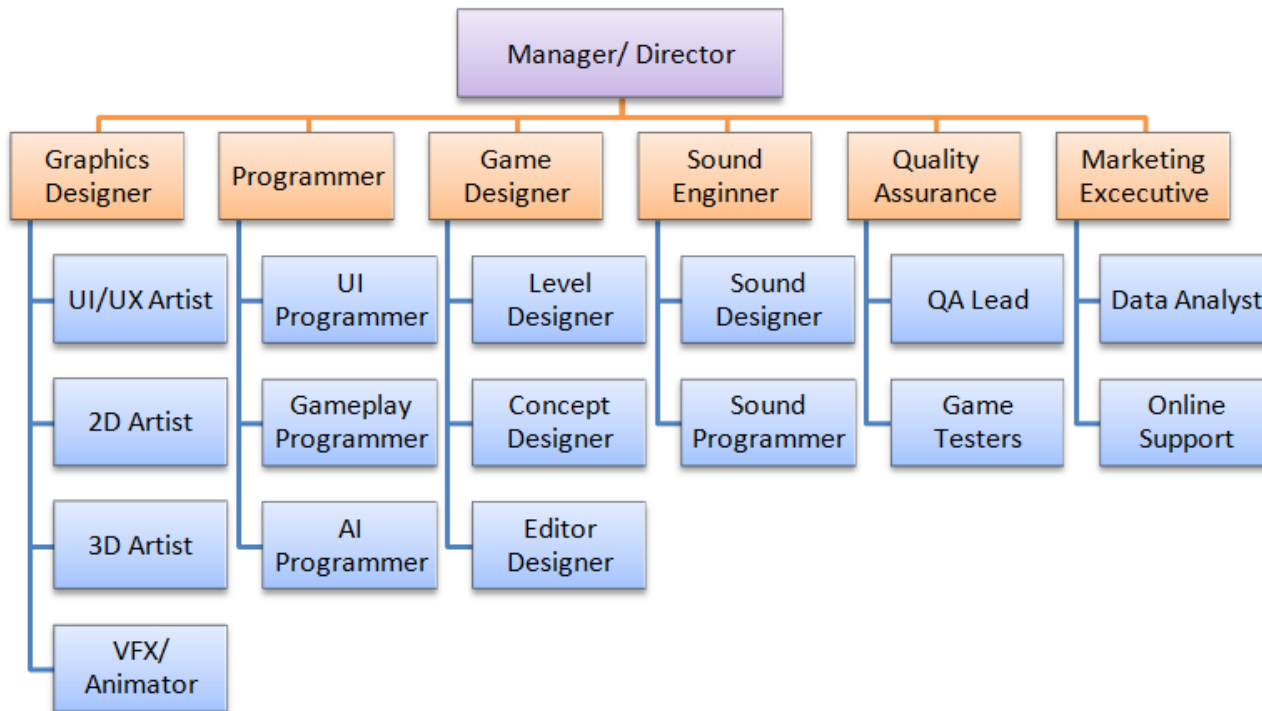 Manager/ Director
Graphics
Designer
Programmer
Game
Designer
Sound
Enginner
Quality
Assurance
Marketing
Excecutive
UI/UX Artist
2D Artist
3D Artist
VFX/
Animator
UI
Programmer
Gameplay
Programmer
AI
Programmer
Level
Designer
Concept
Designer
Editor
Designer
Sound
Designer
Sound
Programmer
QA Lead
Game
Testers
Data Analyst
Online
Support